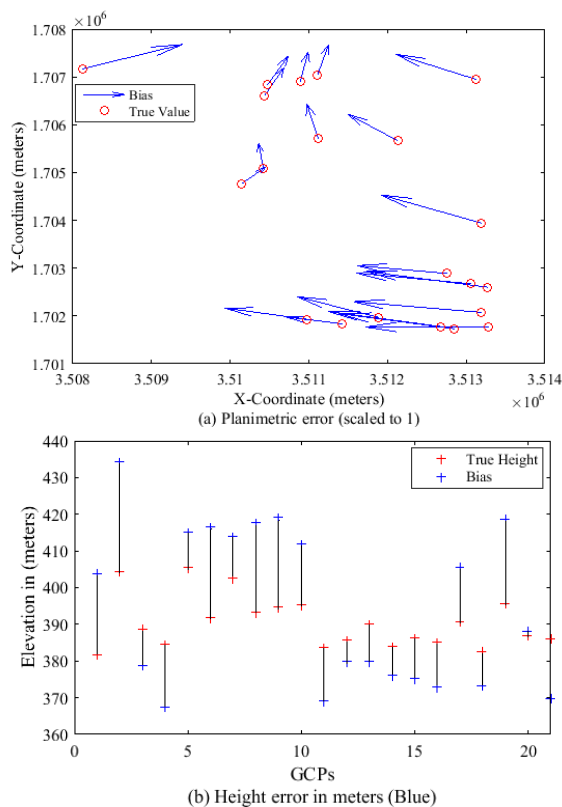 ×10⁶
1.708
1.707
1.706
1.705
1.704
1.703
1.702
1.701
Y-Coordinate (meters)
Bias
True Value
3.508 3.509 3.51 3.511 3.512 3.513 3.514
X-Coordinate (meters)
×10⁶
(a) Planimetric error (scaled to 1)
440
430
420
410
400
390
380
370
360
Elevation in (meters)
True Height
Bias
0 5 10 15 20
GCPs
(b) Height error in meters (Blue)